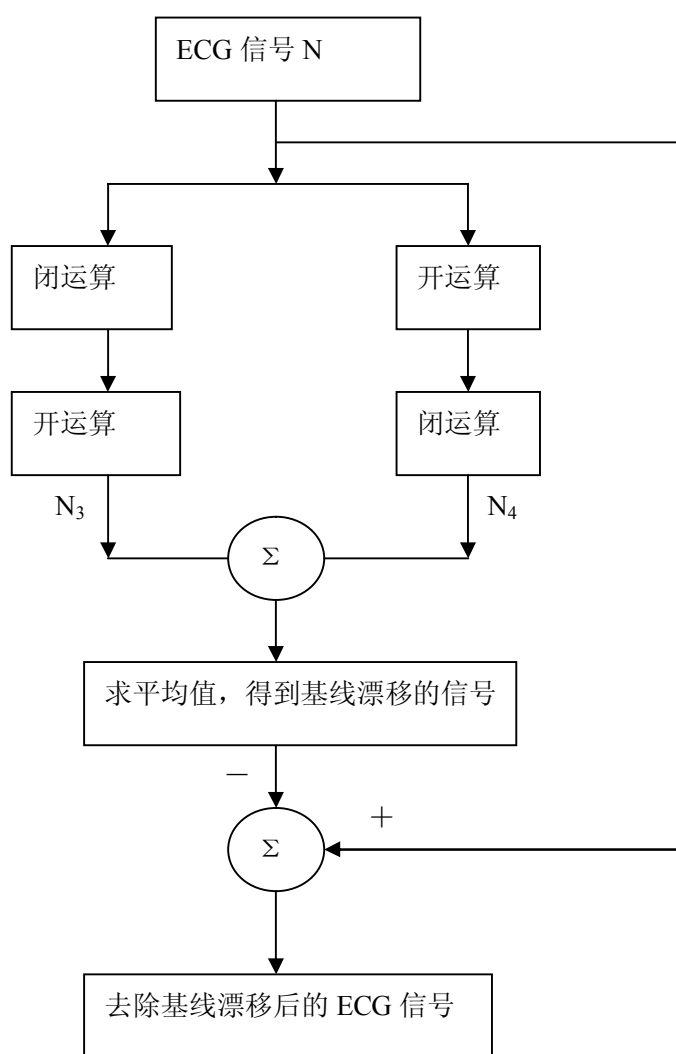 ECG 信号 N
闭运算
开运算
开运算
闭运算
N₃
N₄
Σ
求平均值，得到基线漂移的信号
－
＋
Σ
去除基线漂移后的 ECG 信号